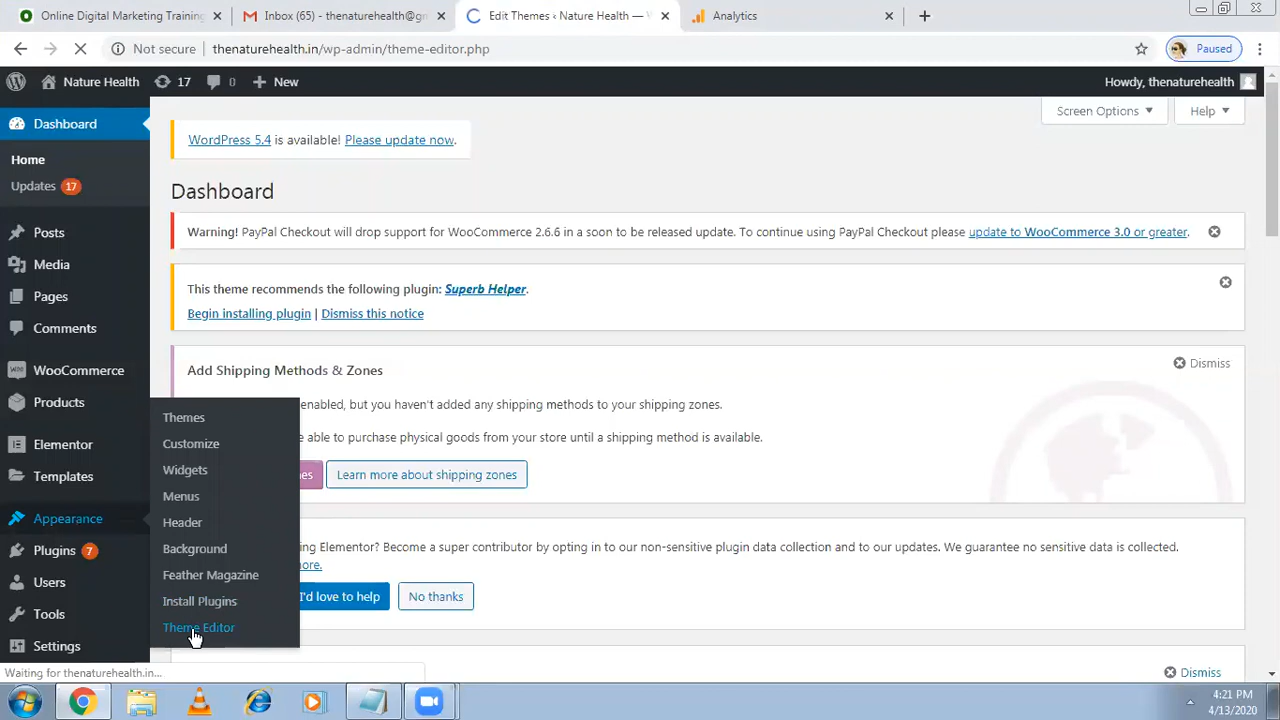 Online Digital Marketing Training
Inbox (65) - thenaturehealth@gm
Edit Themes ‹ Nature Health — W
Analytics
Not secure
thenaturehealth.in/wp-admin/theme-editor.php
Paused
Nature Health
17
0
New
Howdy, thenaturehealth
Dashboard
Home
Updates 17
Posts
Media
Pages
Comments
WooCommerce
Products
Elementor
Templates
Appearance
Plugins 7
Users
Tools
Settings
Themes
Customize
Widgets
Menus
Header
Background
Feather Magazine
Install Plugins
Theme Editor
Screen Options
Help
WordPress 5.4 is available! Please update now.
Dashboard
Warning! PayPal Checkout will drop support for WooCommerce 2.6.6 in a soon to be released update. To continue using PayPal Checkout please update to WooCommerce 3.0 or greater.
This theme recommends the following plugin: Superb Helper.
Begin installing plugin | Dismiss this notice
Add Shipping Methods & Zones
Dismiss
enabled, but you haven't added any shipping methods to your shipping zones.
able to purchase physical goods from your store until a shipping method is available.
Learn more about shipping zones
Elementor? Become a super contributor by opting in to our non-sensitive plugin data collection and to our updates. We guarantee no sensitive data is collected.
I'd love to help
No thanks
Dismiss
Waiting for thenaturehealth.in...
4:21 PM
4/13/2020